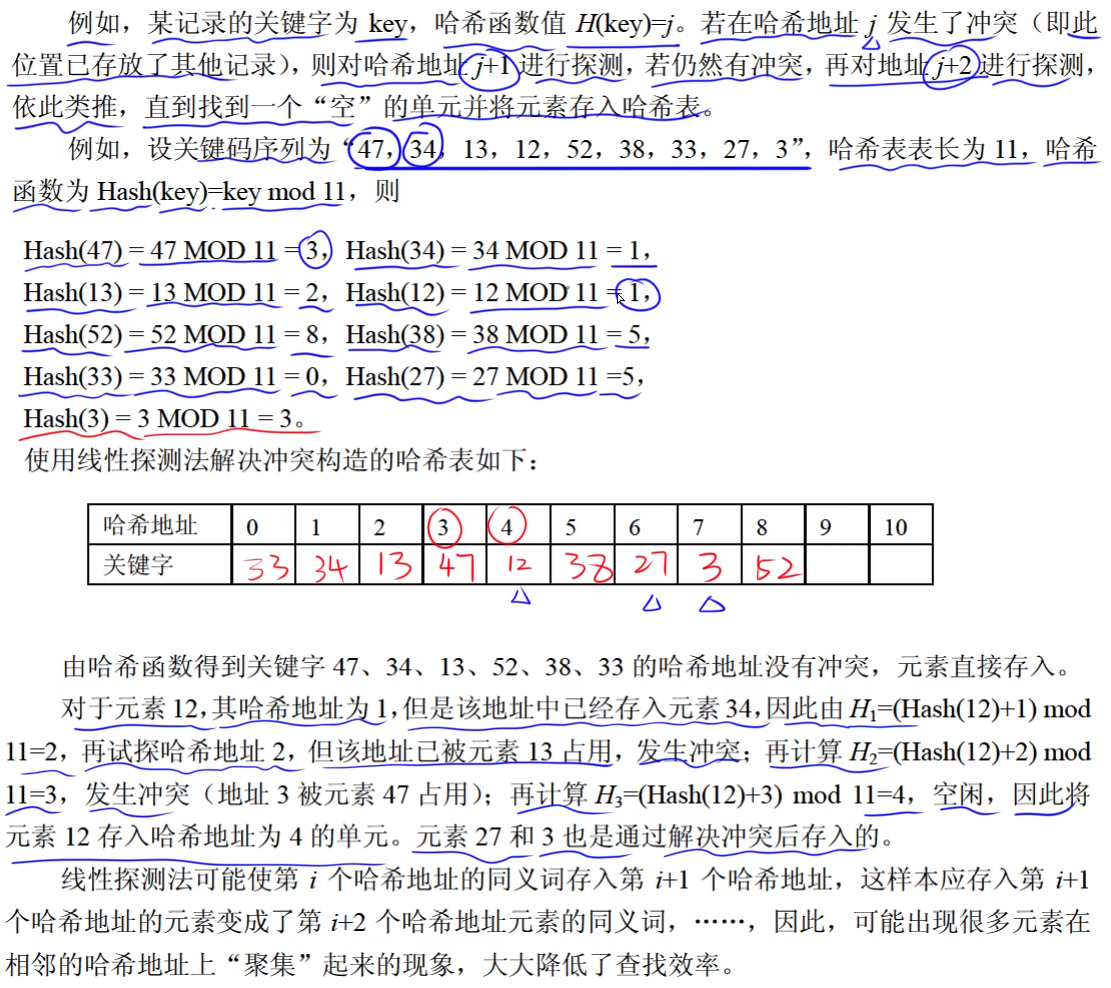 例如，某记录的关键字为 key，哈希函数值 H(key)=j。若在哈希地址 j 发生了冲突（即此
位置已存放了其他记录），则对哈希地址 j+1 进行探测，若仍然有冲突，再对地址 j+2 进行探测，
依此类推，直到找到一个“空”的单元并将元素存入哈希表。
例如，设关键码序列为“47，34，13，12，52，38，33，27，3”，哈希表表长为 11，哈希
函数为 Hash(key)=key mod 11，则
Hash(47) = 47 MOD 11 = 3，Hash(34) = 34 MOD 11 = 1，
Hash(13) = 13 MOD 11 = 2，Hash(12) = 12 MOD 11 = 1，
Hash(52) = 52 MOD 11 = 8，Hash(38) = 38 MOD 11 = 5，
Hash(33) = 33 MOD 11 = 0，Hash(27) = 27 MOD 11 =5，
Hash(3) = 3 MOD 11 = 3。
使用线性探测法解决冲突构造的哈希表如下：
哈希地址 0 1 2 3 4 5 6 7 8 9 10
关键字 33 34 13 47 12 38 27 3 52
由哈希函数得到关键字 47、34、13、52、38、33 的哈希地址没有冲突，元素直接存入。
对于元素 12，其哈希地址为 1，但是该地址中已经存入元素 34，因此由 H₁=(Hash(12)+1) mod
11=2，再试探哈希地址 2，但该地址已被元素 13 占用，发生冲突；再计算 H₂=(Hash(12)+2) mod
11=3，发生冲突（地址 3 被元素 47 占用）；再计算 H₃=(Hash(12)+3) mod 11=4，空闲，因此将
元素 12 存入哈希地址为 4 的单元。元素 27 和 3 也是通过解决冲突后存入的。
线性探测法可能使第 i 个哈希地址的同义词存入第 i+1 个哈希地址，这样本应存入第 i+1
个哈希地址的元素变成了第 i+2 个哈希地址元素的同义词，……，因此，可能出现很多元素在
相邻的哈希地址上“聚集”起来的现象，大大降低了查找效率。